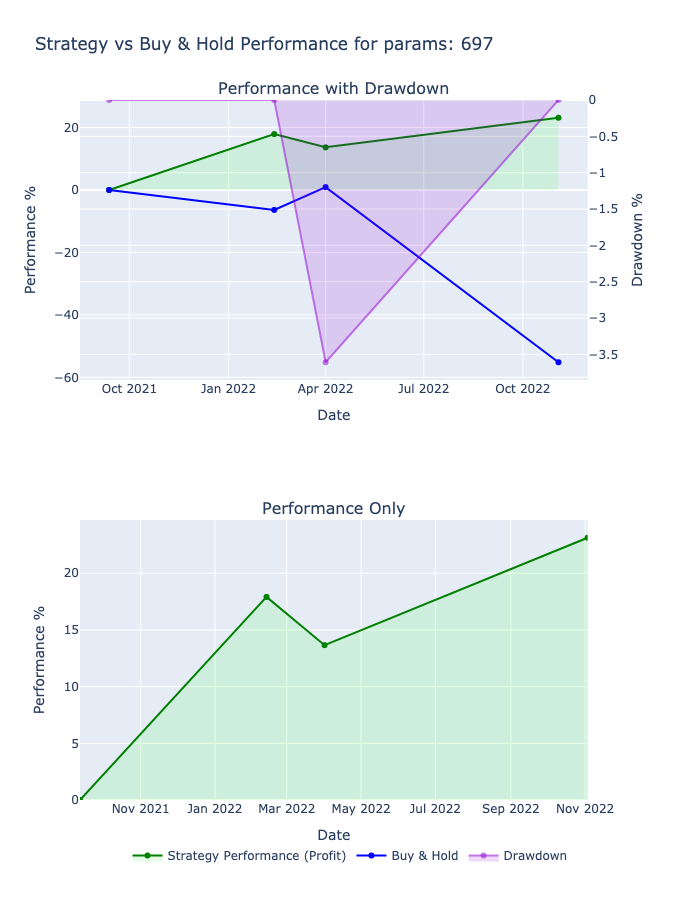 Strategy vs Buy & Hold Performance for params: 697
Performance with Drawdown
20
0
−20
−40
−60
Performance %
0
−0.5
−1
−1.5
−2
−2.5
−3
−3.5
Drawdown %
Oct 2021 Jan 2022 Apr 2022 Jul 2022 Oct 2022
Date
Performance Only
20
15
10
5
0
Performance %
Nov 2021 Jan 2022 Mar 2022 May 2022 Jul 2022 Sep 2022 Nov 2022
Date
Strategy Performance (Profit) Buy & Hold Drawdown